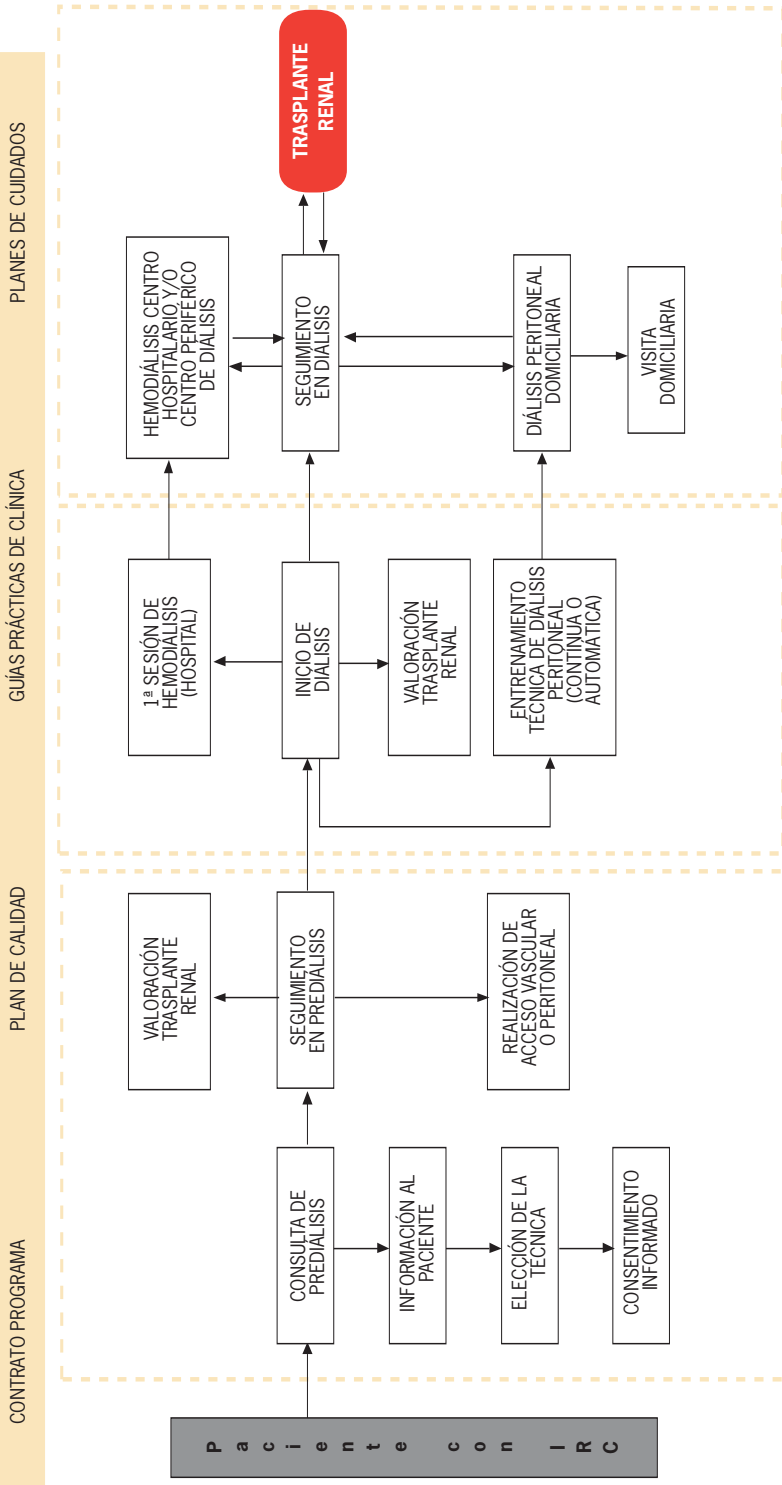 CONTRATO PROGRAMA
PLAN DE CALIDAD
GUÍAS PRÁCTICAS DE CLÍNICA
PLANES DE CUIDADOS
Paciente con IRC
CONSULTA DE
PREDIÁLISIS
INFORMACIÓN AL
PACIENTE
ELECCIÓN DE LA
TÉCNICA
CONSENTIMIENTO
INFORMADO
VALORACIÓN
TRASPLANTE
RENAL
SEGUIMIENTO
EN PREDIÁLISIS
REALIZACIÓN DE
ACCESO VASCULAR
O PERITONEAL
1ª SESIÓN DE
HEMODIÁLISIS
(HOSPITAL)
INICIO DE
DIÁLISIS
VALORACIÓN
TRASPLANTE
RENAL
ENTRENAMIENTO
TÉCNICA DE DIÁLISIS
PERITONEAL
(CONTÍNUA O
AUTOMÁTICA)
HEMODIÁLISIS CENTRO
HOSPITALARIO Y/O
CENTRO PERIFÉRICO
DE DIÁLISIS
SEGUIMIENTO
EN DIÁLISIS
DIÁLISIS PERITONEAL
DOMICILIARIA
VISITA
DOMICILIARIA
TRASPLANTE
RENAL